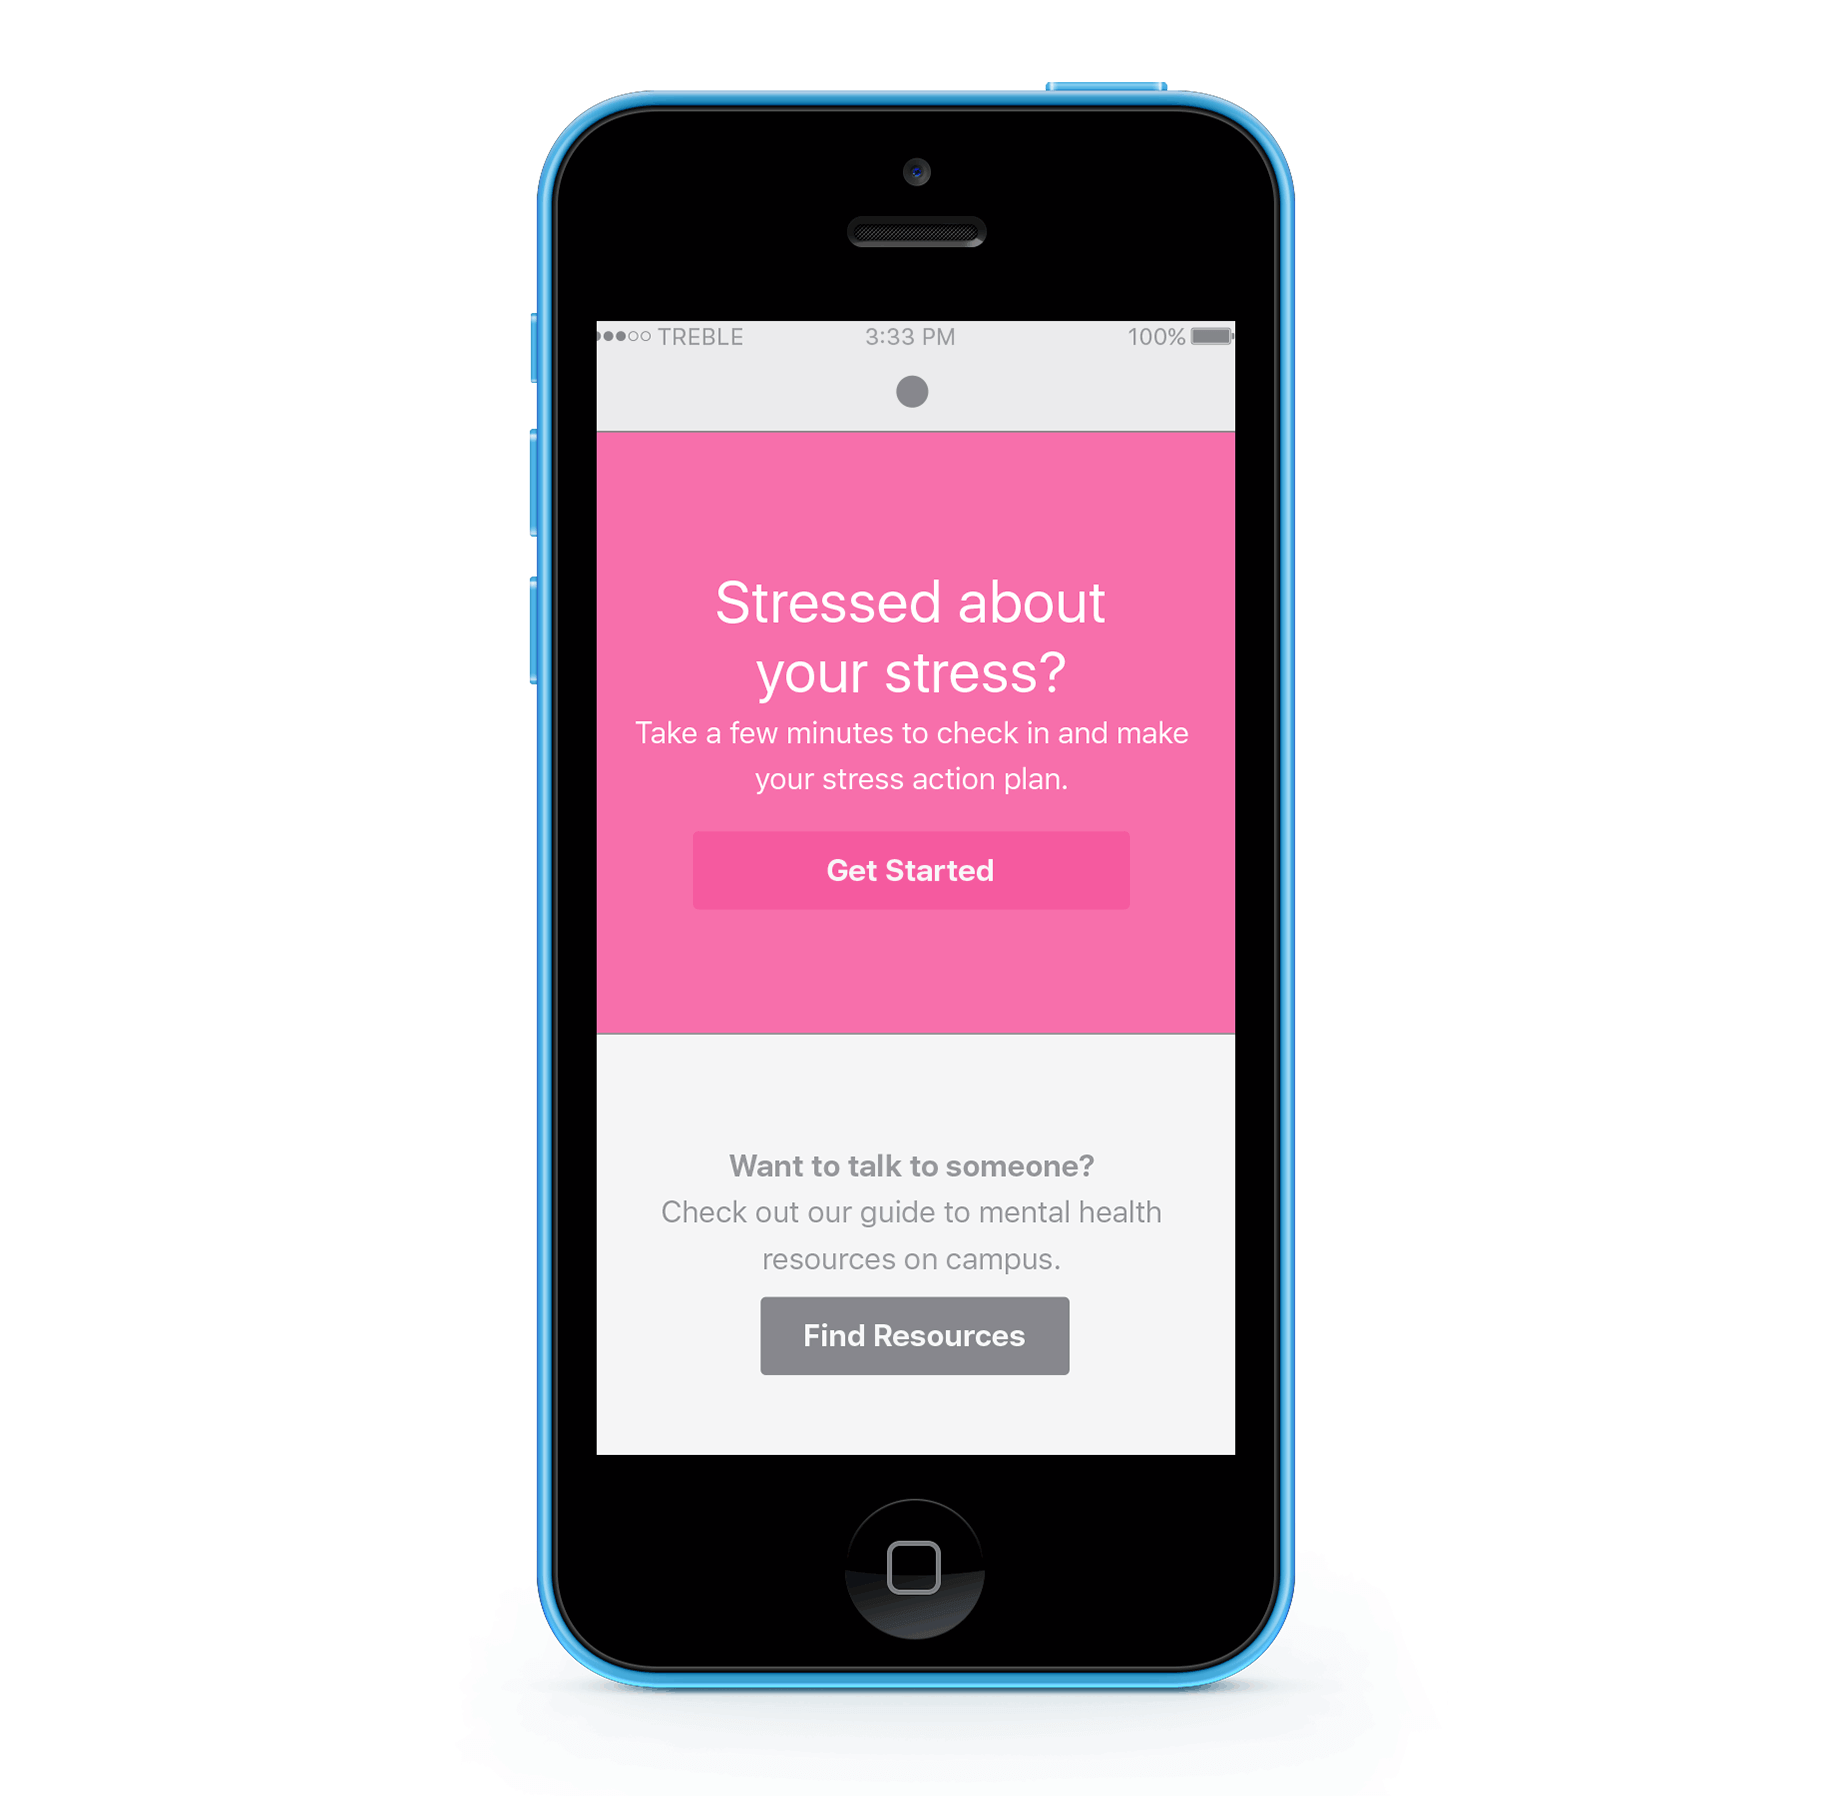 TREBLE 3:33 PM 100%
Stressed about
your stress?
Take a few minutes to check in and make
your stress action plan.
Get Started
Want to talk to someone?
Check out our guide to mental health
resources on campus.
Find Resources